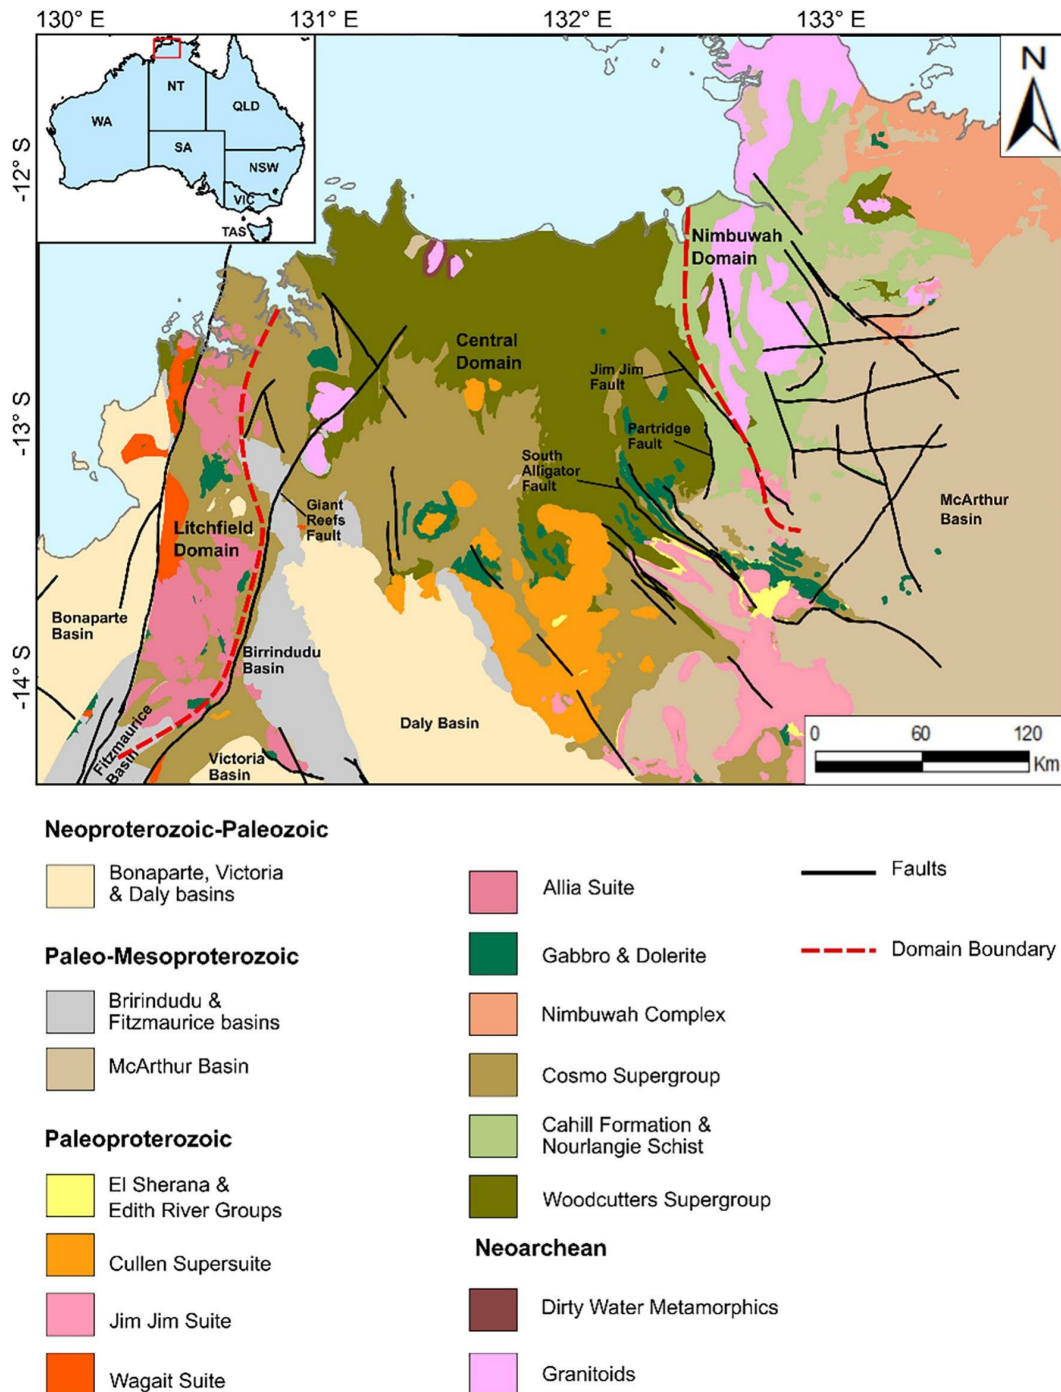 130° E
131° E
132° E
133° E
-12° S
-13° S
-14° S
WA
NT
QLD
SA
NSW
VIC
TAS
N
Nimbuwah
Domain
Central
Domain
Jim Jim
Fault
Partridge
Fault
South
Alligator
Fault
McArthur
Basin
Giant
Reefs
Fault
Litchfield
Domain
Bonaparte
Basin
Birrindudu
Basin
Daly Basin
Fitzmaurice
Basin
Victoria
Basin
0
60
120
Km
Neoproterozoic-Paleozoic
Bonaparte, Victoria
& Daly basins
Paleo-Mesoproterozoic
Bririndudu &
Fitzmaurice basins
McArthur Basin
Paleoproterozoic
El Sherana &
Edith River Groups
Cullen Supersuite
Jim Jim Suite
Wagait Suite
Allia Suite
Gabbro & Dolerite
Nimbuwah Complex
Cosmo Supergroup
Cahill Formation &
Nourlangie Schist
Woodcutters Supergroup
Neoarchean
Dirty Water Metamorphics
Granitoids
Faults
Domain Boundary